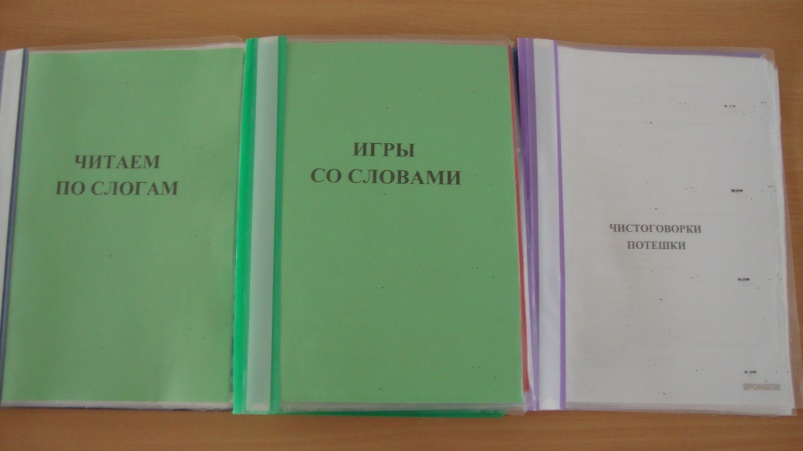 ЧИТАЕМ
ПО СЛОГАМ
ИГРЫ
СО СЛОВАМИ
ЧИСТОГОВОРКИ
ПОТЕШКИ